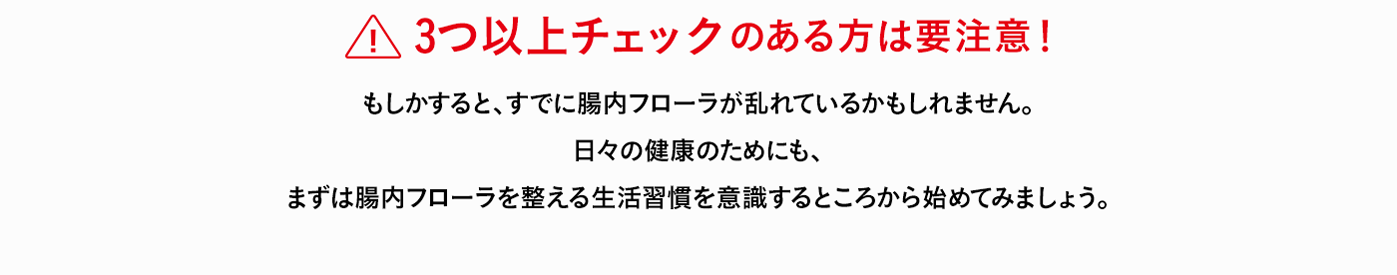 3つ以上チェックのある方は要注意！
もしかすると、すでに腸内フローラが乱れているかもしれません。
日々の健康のためにも、
まずは腸内フローラを整える生活習慣を意識するところから始めてみましょう。